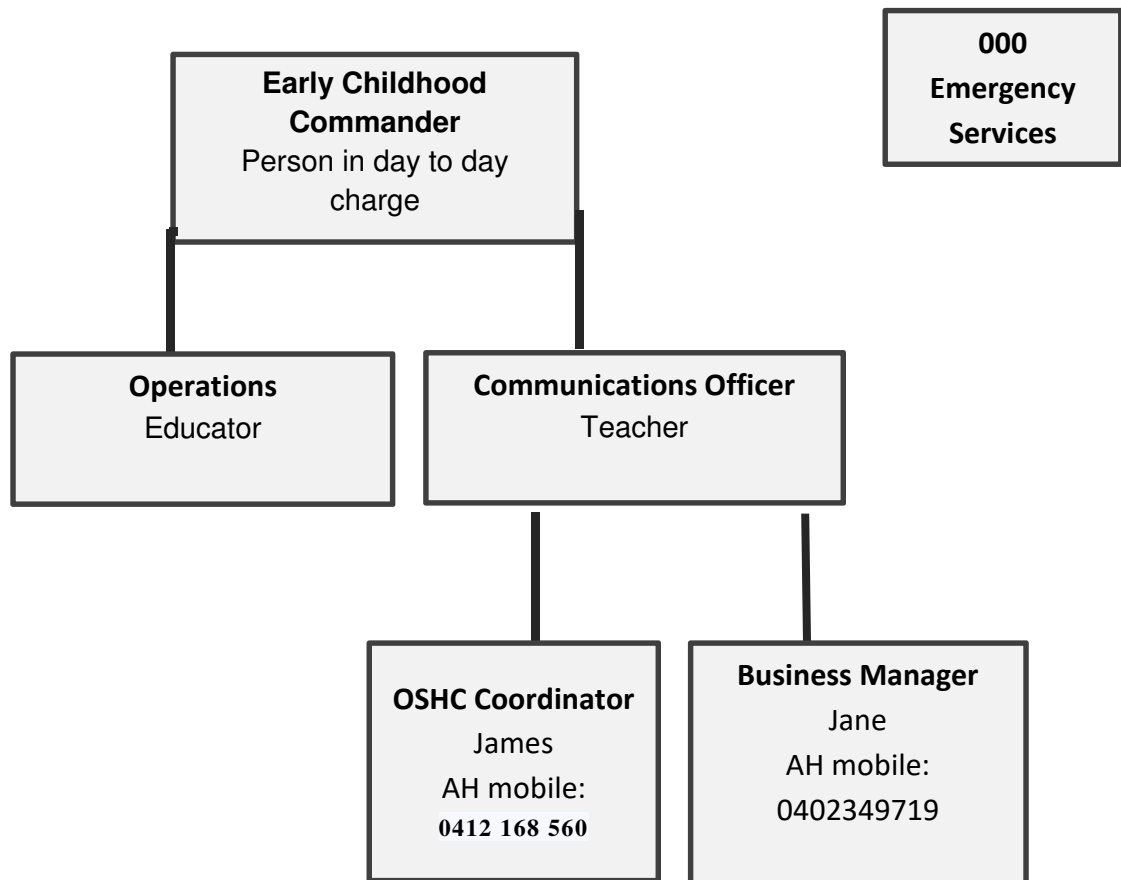 000
Emergency
Services
Early Childhood
Commander
Person in day to day
charge
Operations
Educator
Communications Officer
Teacher
OSHC Coordinator
James
AH mobile:
0412 168 560
Business Manager
Jane
AH mobile:
0402349719